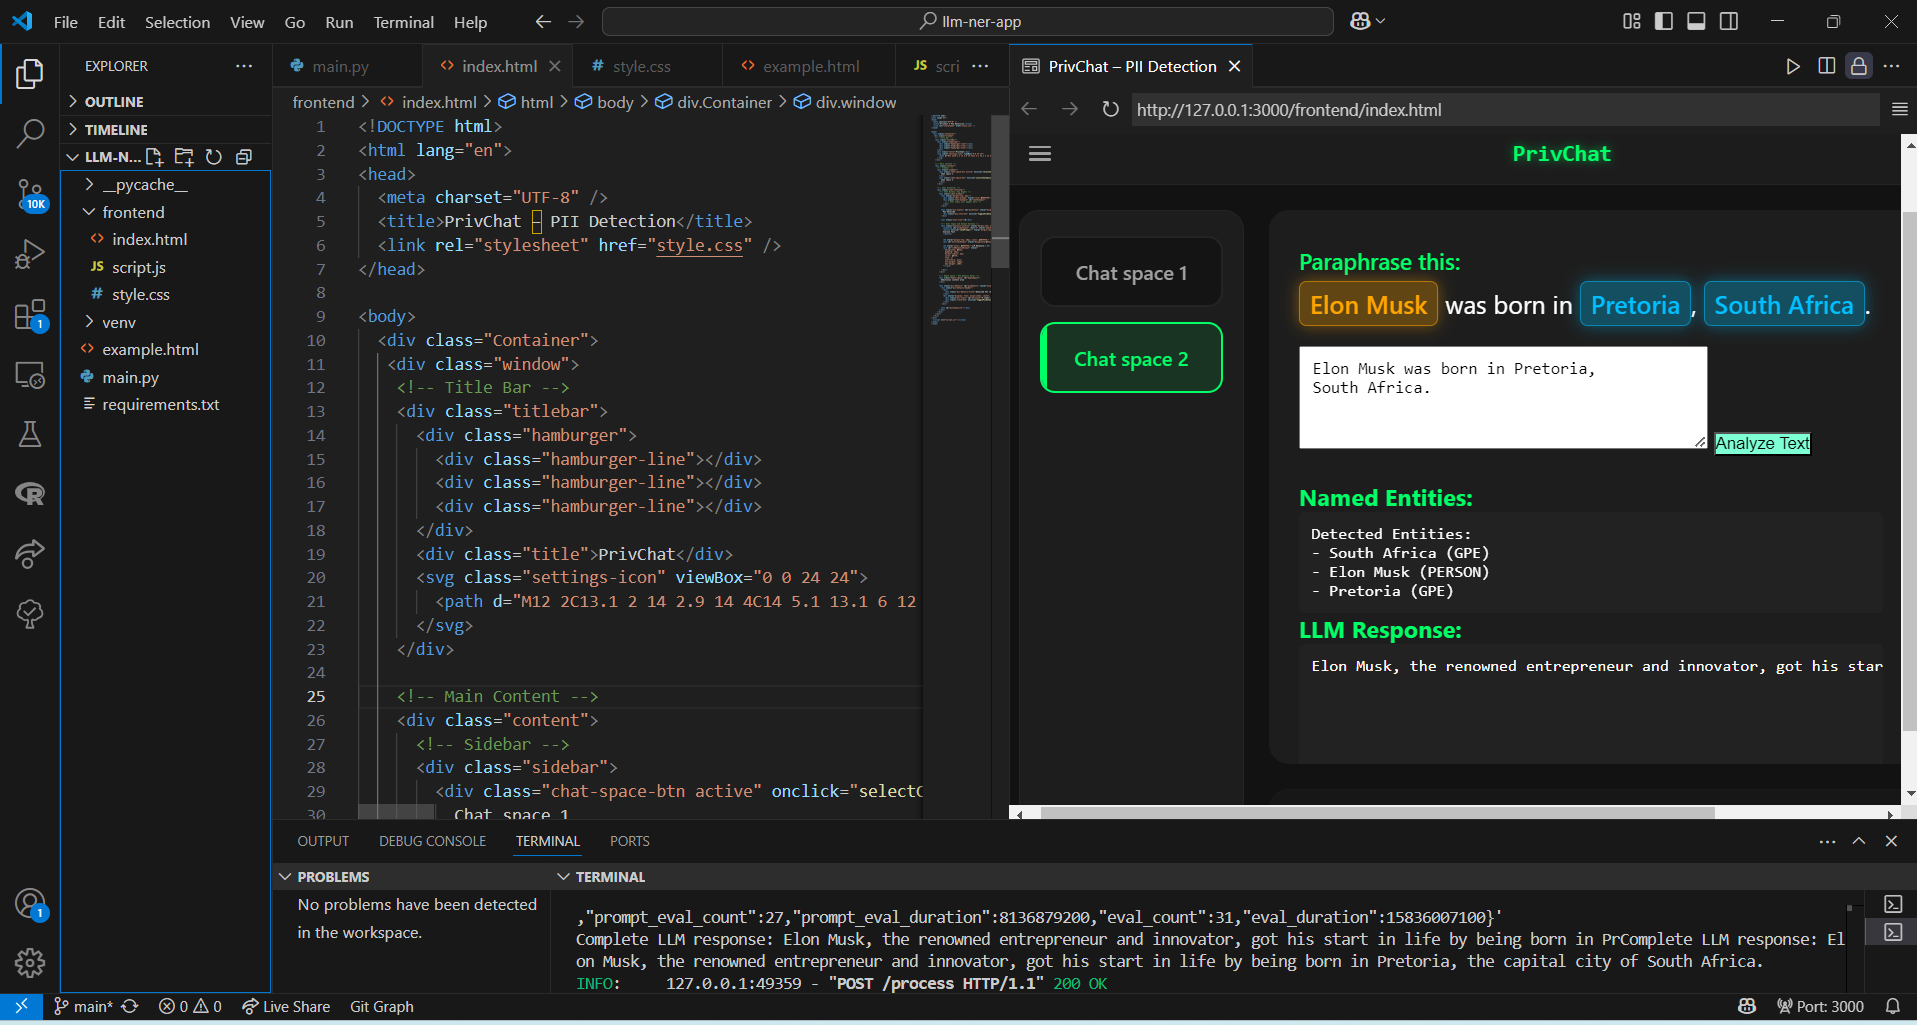 File Edit Selection View Go Run Terminal Help
llm-ner-app
EXPLORER
OUTLINE
TIMELINE
LLM-N...
__pycache__
frontend
index.html
JS script.js
# style.css
venv
example.html
main.py
requirements.txt
10K
1
1
main.py
index.html
# style.css
example.html
JS scri
frontend > index.html > html > body > div.Container > div.window
1 <!DOCTYPE html>
2 <html lang="en">
3 <head>
4 <meta charset="UTF-8" />
5 <title>PrivChat – PII Detection</title>
6 <link rel="stylesheet" href="style.css" />
7 </head>
8
9 <body>
10 <div class="Container">
11 <div class="window">
12 <!-- Title Bar -->
13 <div class="titlebar">
14 <div class="hamburger">
15 <div class="hamburger-line"></div>
16 <div class="hamburger-line"></div>
17 <div class="hamburger-line"></div>
18 </div>
19 <div class="title">PrivChat</div>
20 <svg class="settings-icon" viewBox="0 0 24 24">
21 <path d="M12 2C13.1 2 14 2.9 14 4C14 5.1 13.1 6 12
22 </svg>
23 </div>
24
25 <!-- Main Content -->
26 <div class="content">
27 <!-- Sidebar -->
28 <div class="sidebar">
29 <div class="chat-space-btn active" onclick="selectC
30 Chat space 1
PrivChat – PII Detection
http://127.0.0.1:3000/frontend/index.html
PrivChat
Chat space 1
Chat space 2
Paraphrase this:
Elon Musk was born in Pretoria, South Africa.
Elon Musk was born in Pretoria,
South Africa.
Analyze Text
Named Entities:
Detected Entities:
- South Africa (GPE)
- Elon Musk (PERSON)
- Pretoria (GPE)
LLM Response:
Elon Musk, the renowned entrepreneur and innovator, got his star
OUTPUT DEBUG CONSOLE TERMINAL PORTS
PROBLEMS
No problems have been detected
in the workspace.
TERMINAL
,"prompt_eval_count":27,"prompt_eval_duration":8136879200,"eval_count":31,"eval_duration":15836007100}'
Complete LLM response: Elon Musk, the renowned entrepreneur and innovator, got his start in life by being born in PrComplete LLM response: El
on Musk, the renowned entrepreneur and innovator, got his start in life by being born in Pretoria, the capital city of South Africa.
INFO: 127.0.0.1:49359 - "POST /process HTTP/1.1" 200 OK
main* 0 0 Live Share Git Graph Port: 3000